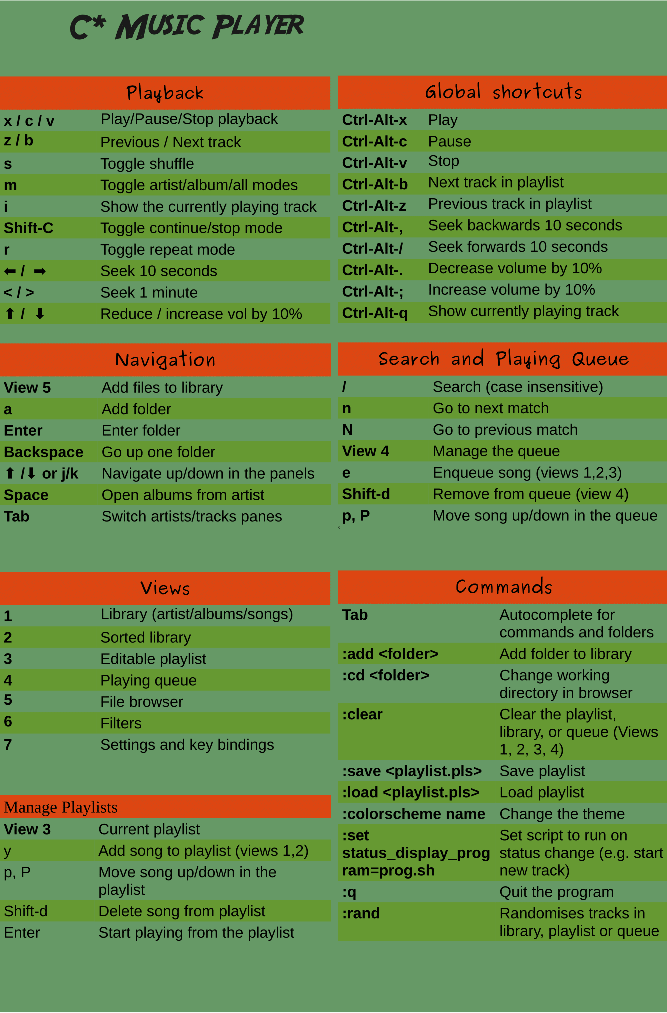 C* Music Player
Playback
x / c / v Play/Pause/Stop playback
z / b Previous / Next track
s Toggle shuffle
m Toggle artist/album/all modes
i Show the currently playing track
Shift-C Toggle continue/stop mode
r Toggle repeat mode
⬅ / ➡ Seek 10 seconds
< / > Seek 1 minute
⬆ / ⬇ Reduce / increase vol by 10%
Global shortcuts
Ctrl-Alt-x Play
Ctrl-Alt-c Pause
Ctrl-Alt-v Stop
Ctrl-Alt-b Next track in playlist
Ctrl-Alt-z Previous track in playlist
Ctrl-Alt-, Seek backwards 10 seconds
Ctrl-Alt-/ Seek forwards 10 seconds
Ctrl-Alt-. Decrease volume by 10%
Ctrl-Alt-; Increase volume by 10%
Ctrl-Alt-q Show currently playing track
Navigation
View 5 Add files to library
a Add folder
Enter Enter folder
Backspace Go up one folder
⬆ /⬇ or j/k Navigate up/down in the panels
Space Open albums from artist
Tab Switch artists/tracks panes
Search and Playing Queue
/ Search (case insensitive)
n Go to next match
N Go to previous match
View 4 Manage the queue
e Enqueue song (views 1,2,3)
Shift-d Remove from queue (view 4)
p, P Move song up/down in the queue
Views
1 Library (artist/albums/songs)
2 Sorted library
3 Editable playlist
4 Playing queue
5 File browser
6 Filters
7 Settings and key bindings
Manage Playlists
View 3 Current playlist
y Add song to playlist (views 1,2)
p, P Move song up/down in the
playlist
Shift-d Delete song from playlist
Enter Start playing from the playlist
Commands
Tab Autocomplete for
commands and folders
:add <folder> Add folder to library
:cd <folder> Change working
directory in browser
:clear Clear the playlist,
library, or queue (Views
1, 2, 3, 4)
:save <playlist.pls> Save playlist
:load <playlist.pls> Load playlist
:colorscheme name Change the theme
:set Set script to run on
status_display_prog status change (e.g. start
ram=prog.sh new track)
:q Quit the program
:rand Randomises tracks in
library, playlist or queue